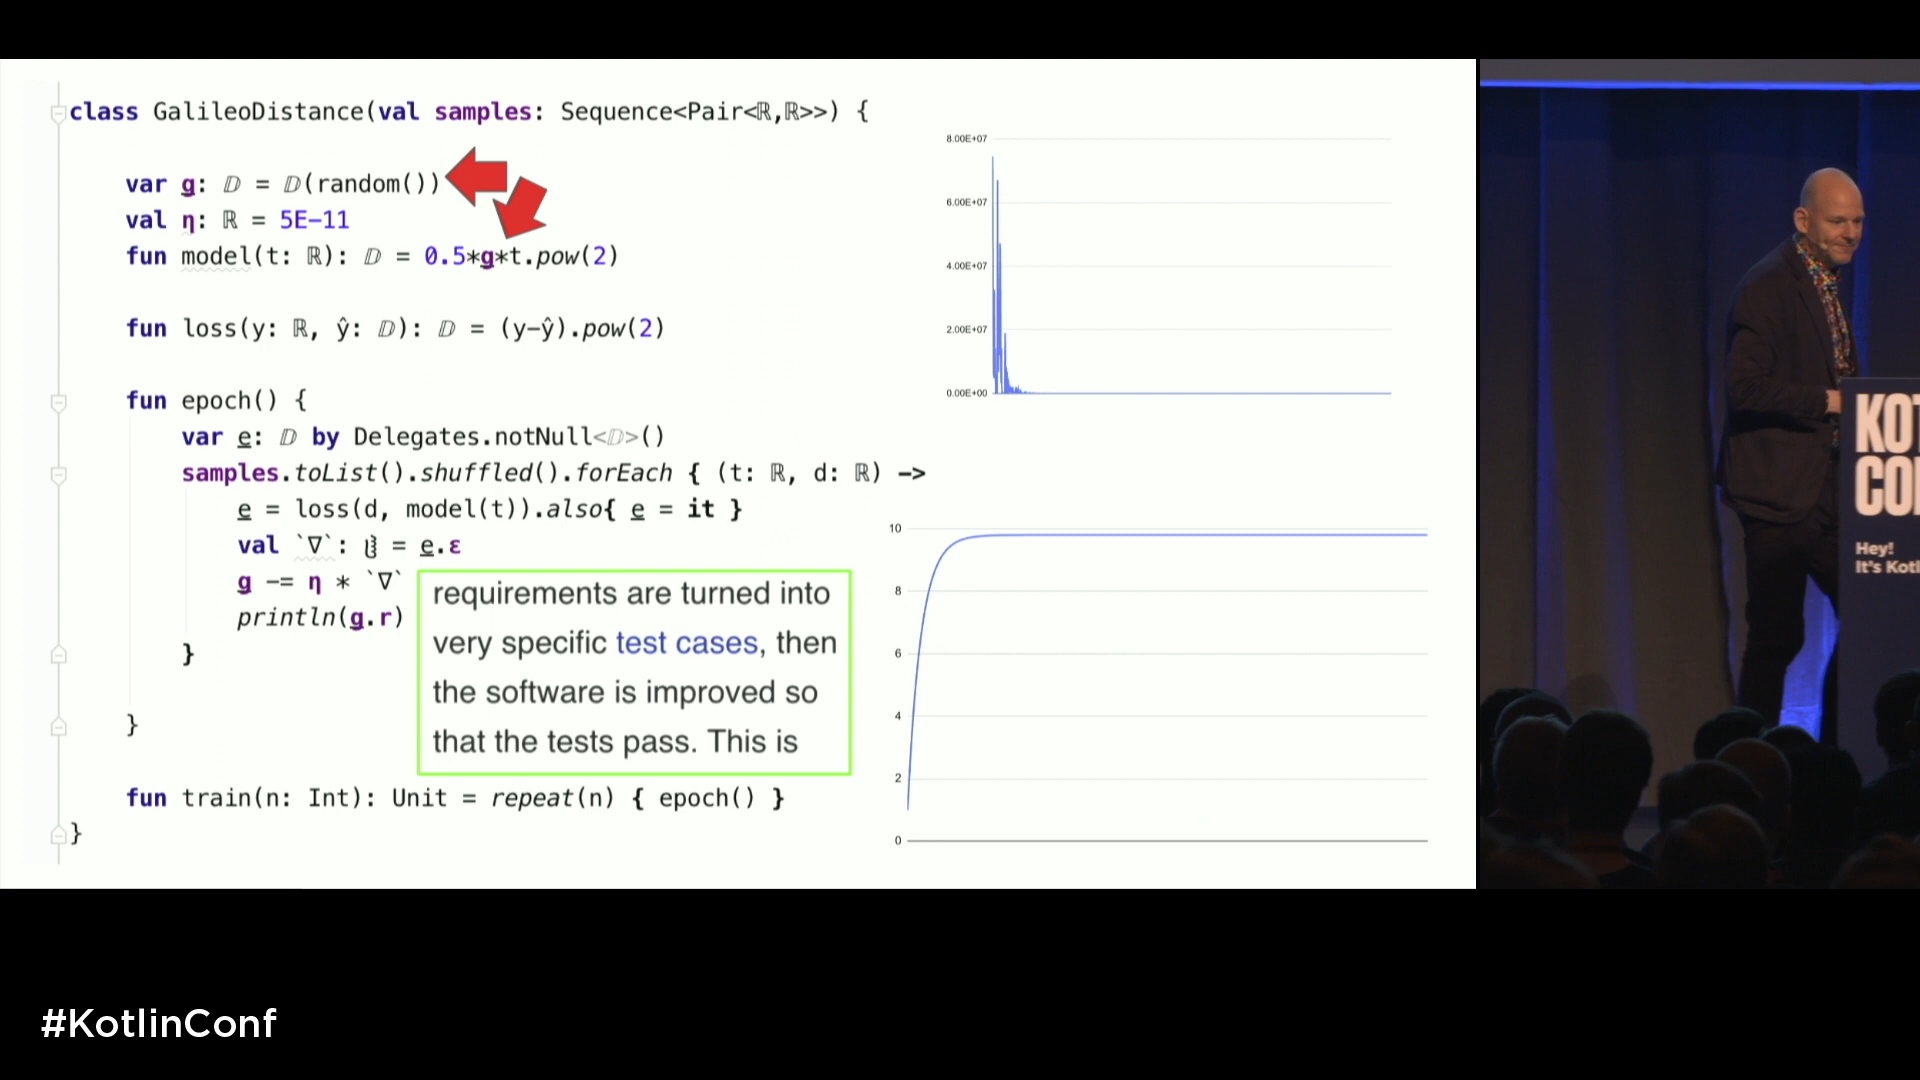 class GalileoDistance(val samples: Sequence<Pair<ℝ,ℝ>>) {
var g: 𝔻 = 𝔻(random())
val η: ℝ = 5E-11
fun model(t: ℝ): 𝔻 = 0.5*g*t.pow(2)
fun loss(y: ℝ, ŷ: 𝔻): 𝔻 = (y-ŷ).pow(2)
fun epoch() {
var e: 𝔻 by Delegates.notNull<𝔻>()
samples.toList().shuffled().forEach { (t: ℝ, d: ℝ) ->
e = loss(d, model(t)).also{ e = it }
val `∇`: = e.ε
g -= η * `∇`
println(g.r)
}
}
fun train(n: Int): Unit = repeat(n) { epoch() }
}
requirements are turned into
very specific test cases, then
the software is improved so
that the tests pass. This is
8.00E+07
6.00E+07
4.00E+07
2.00E+07
0.00E+00
10
8
6
4
2
0
KOT
CO
Hey!
It's Kotl
#KotlinConf